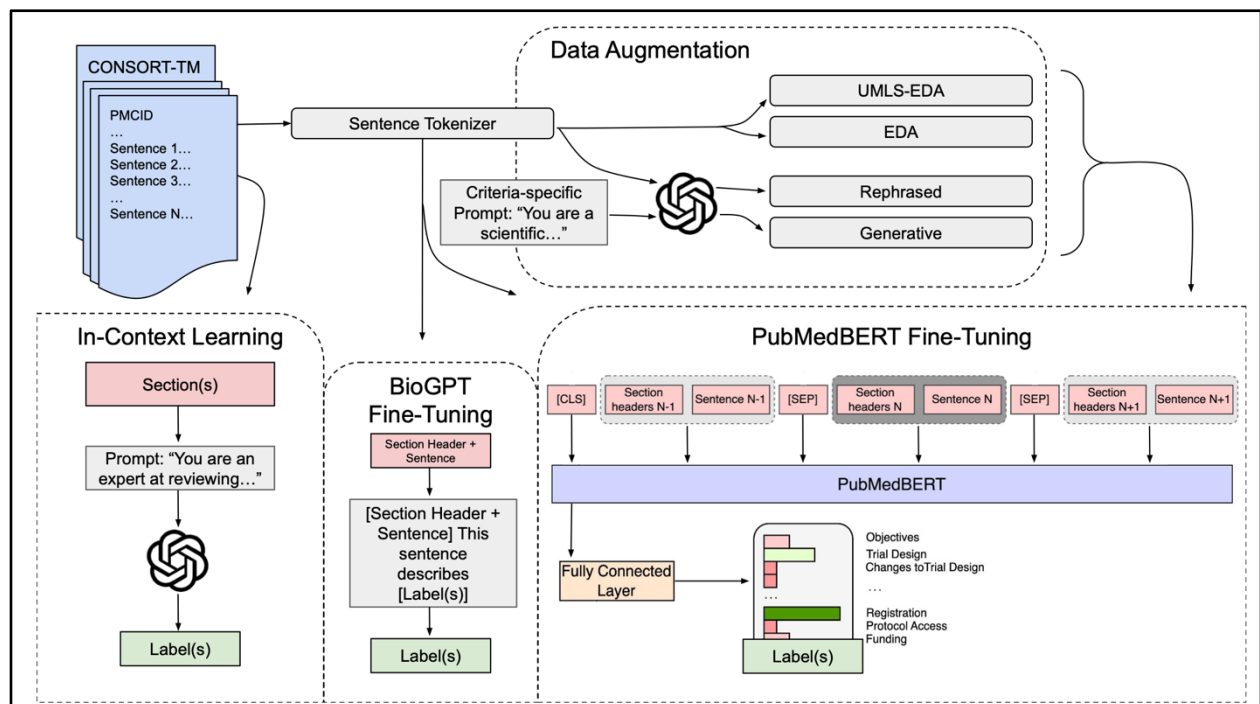 CONSORT-TM
PMCID
...
Sentence 1...
Sentence 2...
Sentence 3...
...
Sentence N...
Sentence Tokenizer
Data Augmentation
UMLS-EDA
EDA
Criteria-specific
Prompt: “You are a
scientific...”
Rephrased
Generative
In-Context Learning
Section(s)
Prompt: “You are an
expert at reviewing...”
Label(s)
BioGPT
Fine-Tuning
Section Header +
Sentence
[Section Header +
Sentence] This
sentence
describes
[Label(s)]
Label(s)
PubMedBERT Fine-Tuning
[CLS]
Section
headers N-1
Sentence N-1
[SEP]
Section
headers N
Sentence N
[SEP]
Section
headers N+1
Sentence N+1
PubMedBERT
Fully Connected
Layer
Objectives
Trial Design
Changes toTrial Design
...
...
Registration
Protocol Access
Funding
Label(s)